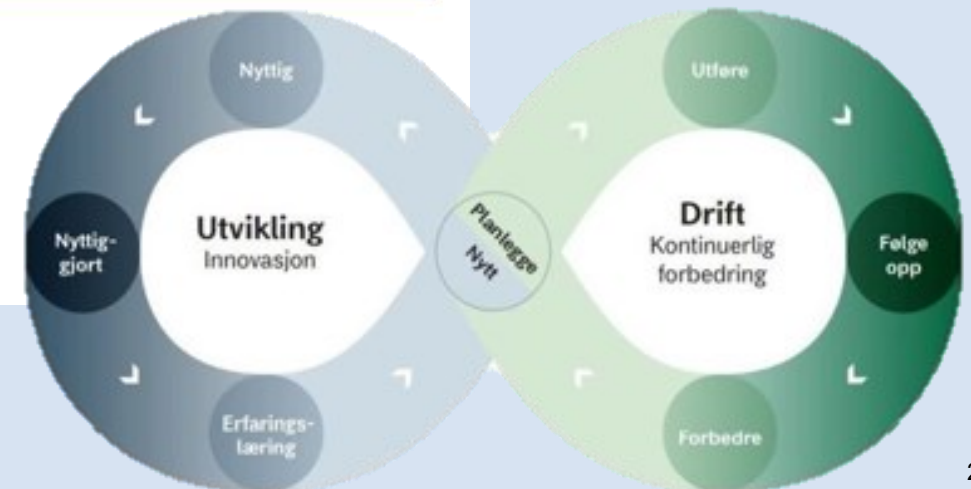 Nyttig
Utføre
Utvikling
Innovasjon
Nyttig-
gjort
Planlegge
Nytt
Drift
Kontinuerlig
forbedring
Følge
opp
Erfarings-
læring
Forbedre
2